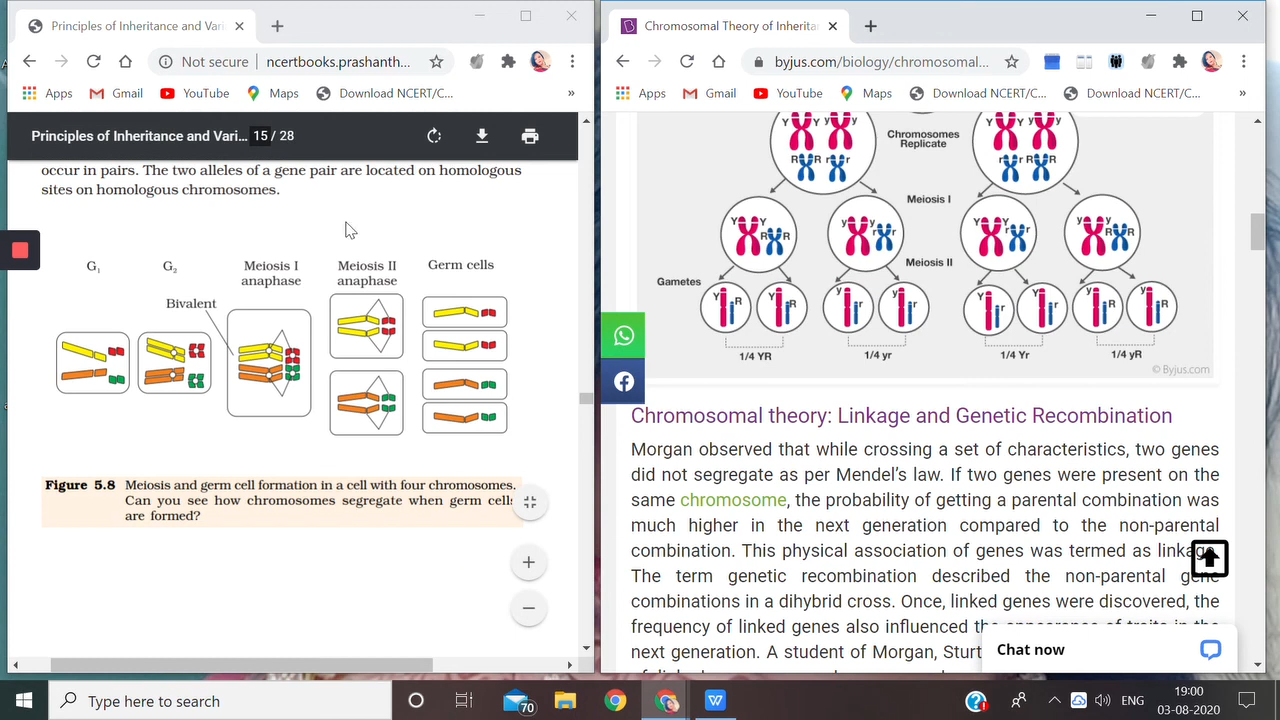 Principles of Inheritance and Vari
Not secure
ncertbooks.prashanth...
Apps
Gmail
YouTube
Maps
Download NCERT/C...
»
Principles of Inheritance and Vari... 15 / 28
occur in pairs. The two alleles of a gene pair are located on homologous
sites on homologous chromosomes.
G1
G2
Meiosis I
anaphase
Meiosis II
anaphase
Germ cells
Bivalent
Figure 5.8 Meiosis and germ cell formation in a cell with four chromosomes.
Can you see how chromosomes segregate when germ cells
are formed?
Chromosomal Theory of Inherita
byjus.com/biology/chromosomal...
Apps
Gmail
YouTube
Maps
Download NCERT/C...
Download NCERT/C...
»
Y Y y y
Y Y y y
Chromosomes
Replicate
R R r r
r r R R
Meiosis I
Y Y R R
y y r r
Y Y r r
y y R R
Meiosis II
Gametes
Y R
Y R
y r
y r
Y r
Y r
y R
y R
1/4 YR
1/4 yr
1/4 Yr
1/4 yR
© Byjus.com
Chromosomal theory: Linkage and Genetic Recombination
Morgan observed that while crossing a set of characteristics, two genes
did not segregate as per Mendel's law. If two genes were present on the
same chromosome, the probability of getting a parental combination was
much higher in the next generation compared to the non-parental
combination. This physical association of genes was termed as linkage.
The term genetic recombination described the non-parental gene
combinations in a dihybrid cross. Once, linked genes were discovered, the
frequency of linked genes also influenced the appearance of traits in the
next generation. A student of Morgan, Sturt
Chat now
Type here to search
70
W
ENG
19:00
03-08-2020